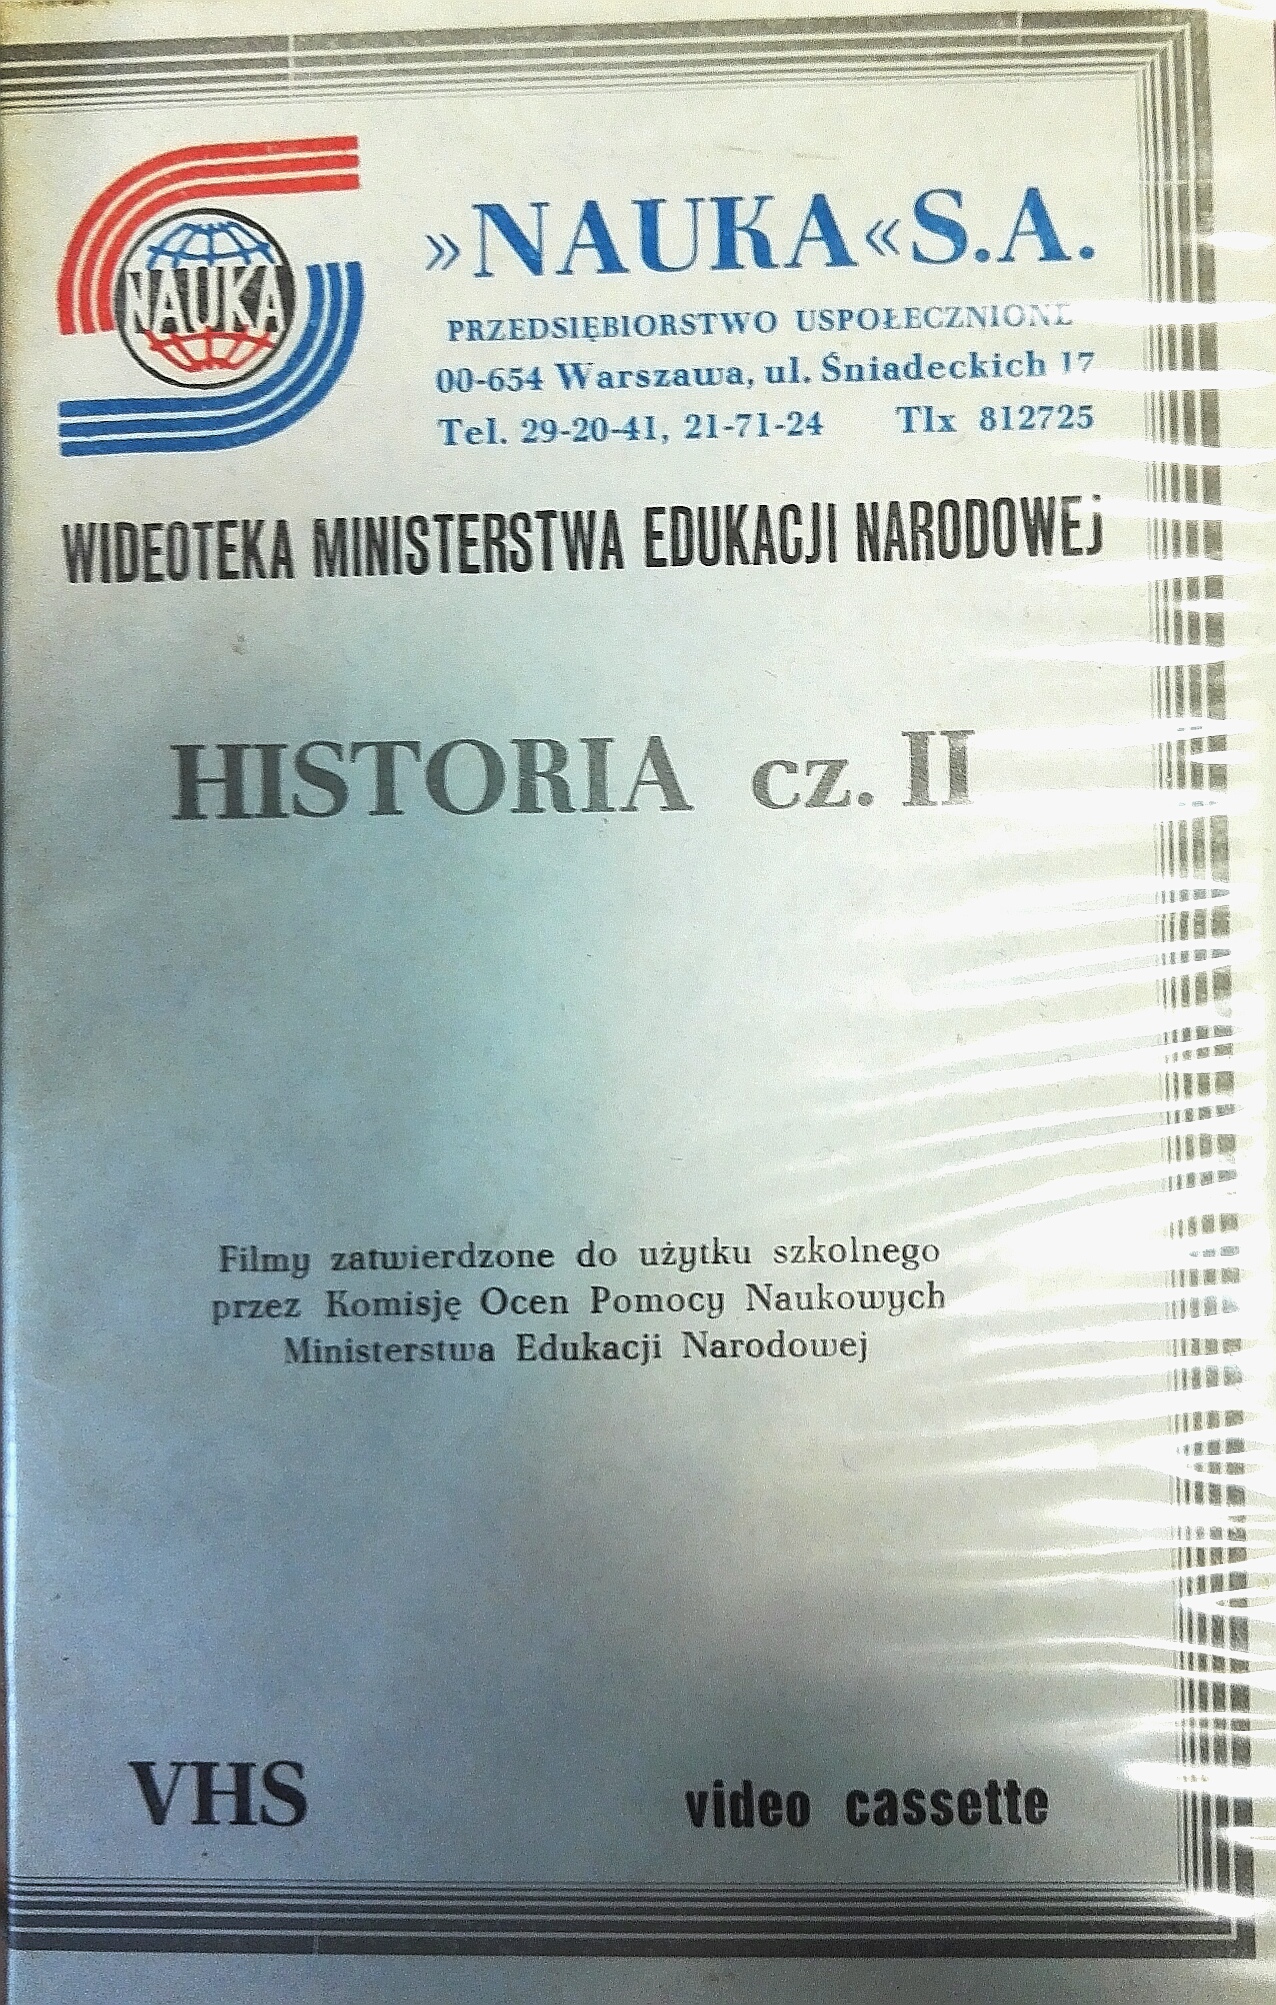 NAUKA
»NAUKA« S.A.
PRZEDSIĘBIORSTWO USPOŁECZNIONE
00-654 Warszawa, ul. Śniadeckich 17
Tel. 29-20-41, 21-71-24 Tlx 812725
WIDEOTEKA MINISTERSTWA EDUKACJI NARODOWEj
HISTORIA cz. II
Filmy zatwierdzone do użytku szkolnego
przez Komisję Ocen Pomocy Naukowych
Ministerstwa Edukacji Narodowej
VHS video cassette